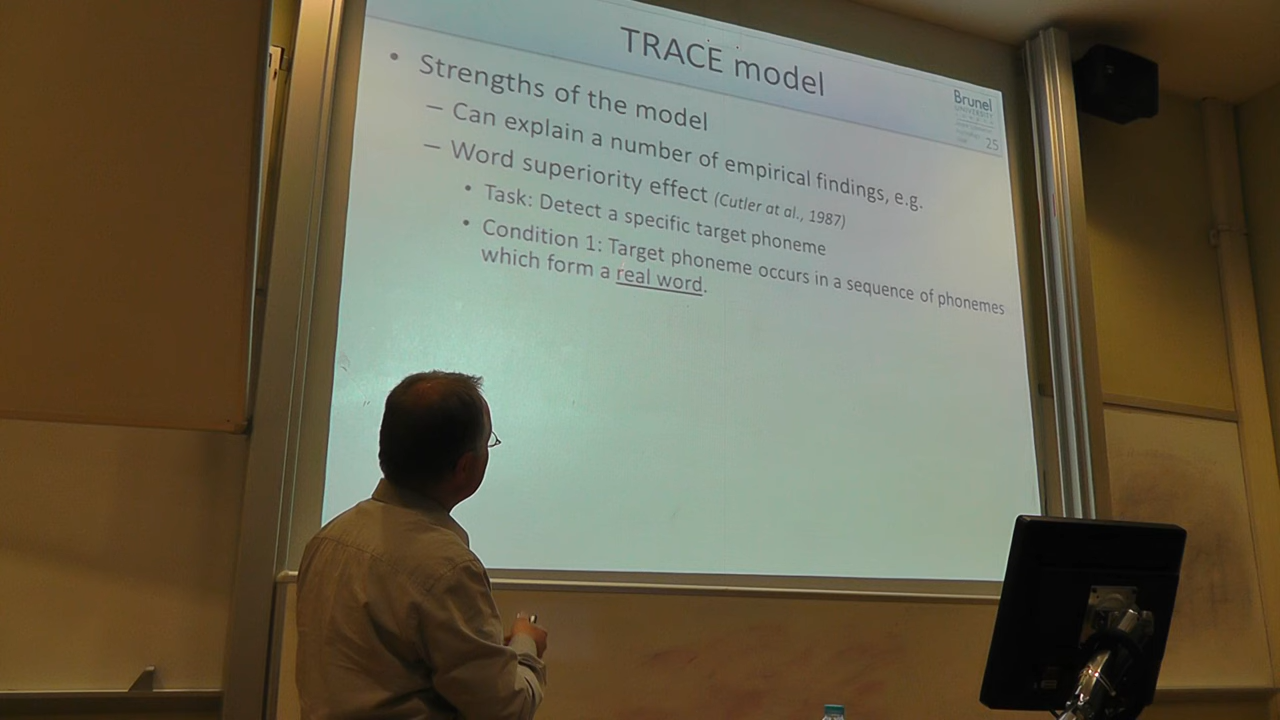 TRACE model
Brunel
UNIVERSITY
25
• Strengths of the model
– Can explain a number of empirical findings, e.g.
– Word superiority effect (Cutler at al., 1987)
• Task: Detect a specific target phoneme
• Condition 1: Target phoneme occurs in a sequence of phonemes
which form a real word.